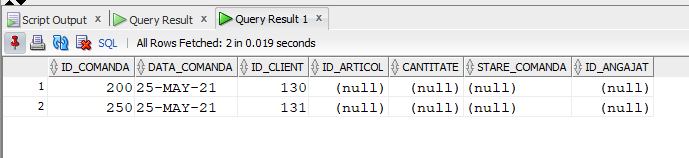 Script Output x Query Result x Query Result 1 x
SQL | All Rows Fetched: 2 in 0.019 seconds
ID_COMANDA DATA_COMANDA ID_CLIENT ID_ARTICOL CANTITATE STARE_COMANDA ID_ANGAJAT
1 200 25-MAY-21 130 (null) (null) (null) (null)
2 250 25-MAY-21 131 (null) (null) (null) (null)